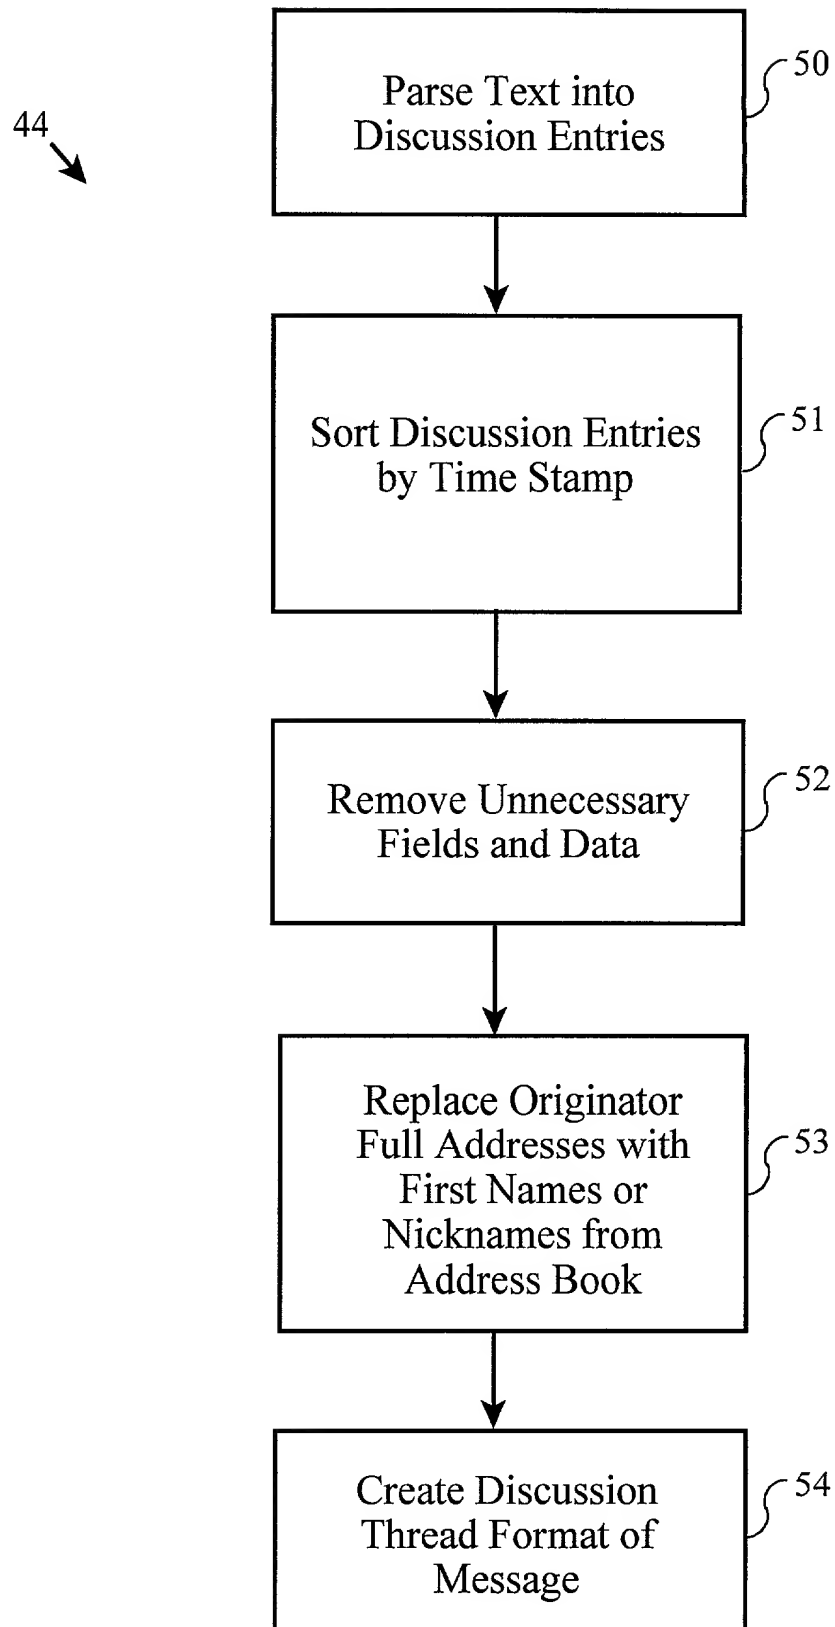 50
Parse Text into
Discussion Entries
44
51
Sort Discussion Entries
by Time Stamp
52
Remove Unnecessary
Fields and Data
Replace Originator
Full Addresses with
53
First Names or
Nicknames from
Address Book
54
Create Discussion
Thread Format of
Message